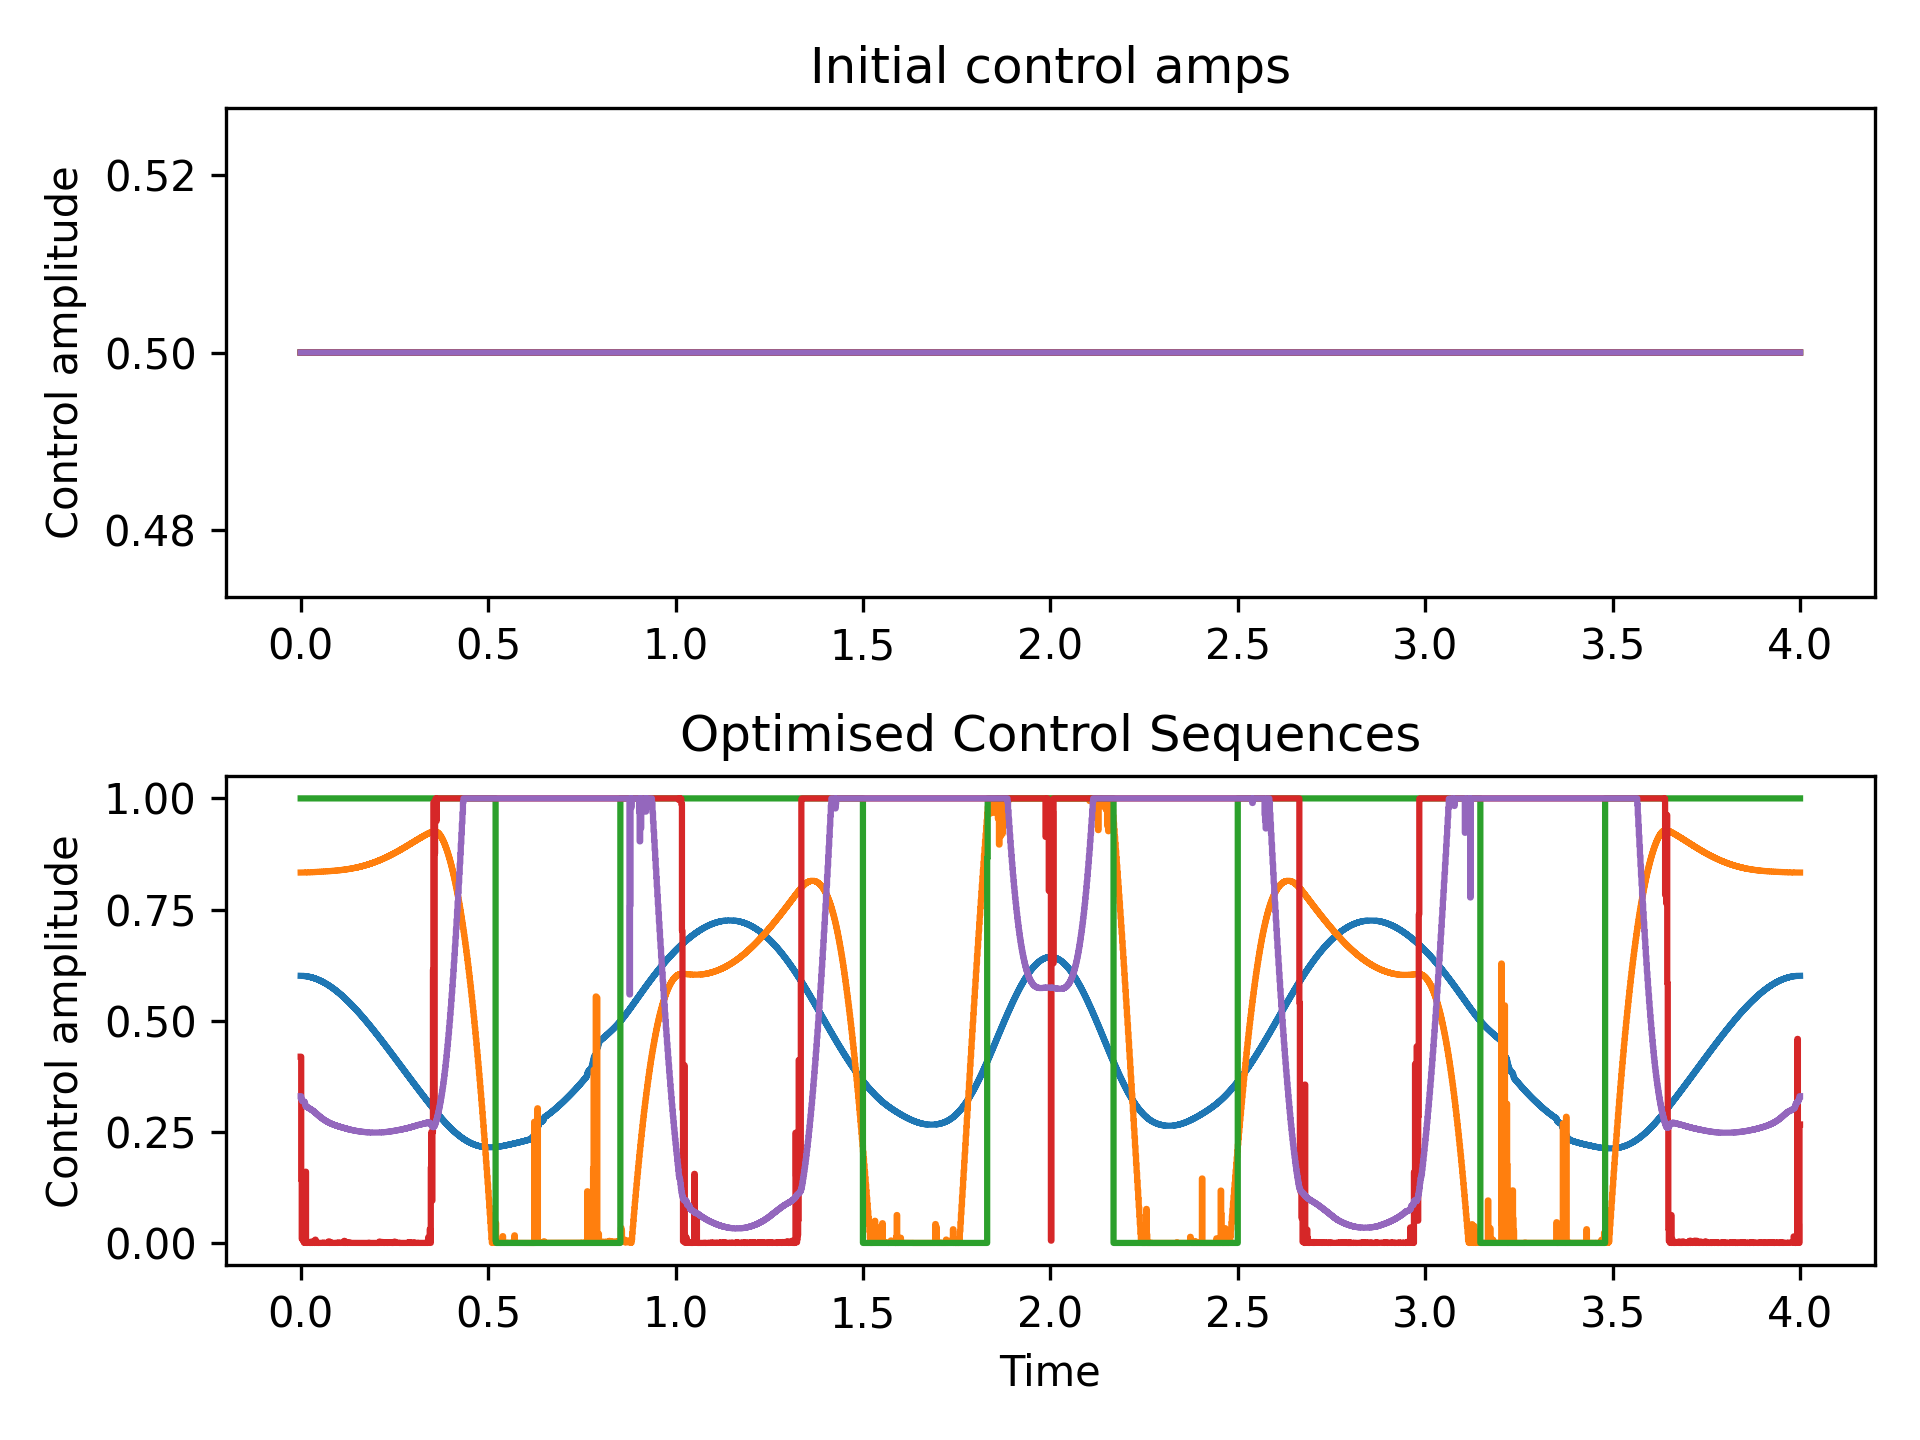 Initial control amps
Control amplitude
0.52
0.50
0.48
0.0 0.5 1.0 1.5 2.0 2.5 3.0 3.5 4.0
Optimised Control Sequences
Control amplitude
1.00
0.75
0.50
0.25
0.00
0.0 0.5 1.0 1.5 2.0 2.5 3.0 3.5 4.0
Time